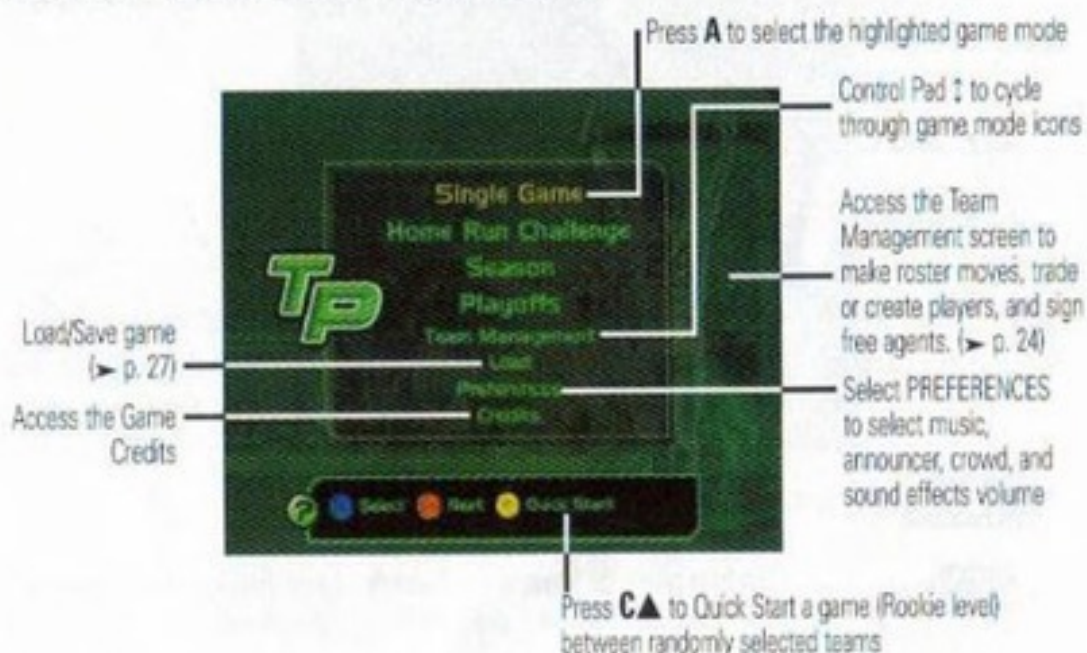 Press A to select the highlighted game mode
Control Pad ↕ to cycle
through game mode icons
Access the Team
Management screen to
make roster moves, trade
or create players, and sign
free agents. (➤ p. 24)
Select PREFERENCES
to select music,
announcer, crowd, and
sound effects volume
Load/Save game
(➤ p. 27)
Access the Game
Credits
Single Game
Home Run Challenge
Season
Playoffs
Team Management
Load
Preferences
Credits
TP
? Select Next Quick Start
Press C▲ to Quick Start a game (Rookie level)
between randomly selected teams